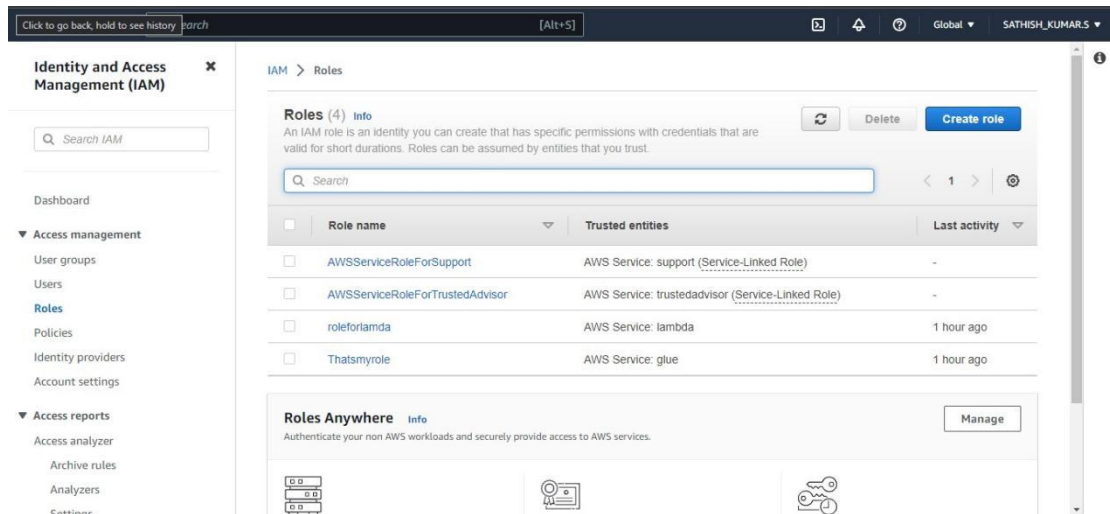 Click to go back, hold to see history
earch
[Alt+S]
Global
SATHISH_KUMAR.S
Identity and Access
Management (IAM)
Search IAM
Dashboard
Access management
User groups
Users
Roles
Policies
Identity providers
Account settings
Access reports
Access analyzer
Archive rules
Analyzers
Settings
IAM > Roles
Roles (4) Info
An IAM role is an identity you can create that has specific permissions with credentials that are
valid for short durations. Roles can be assumed by entities that you trust.
Delete
Create role
Search
1
Role name
Trusted entities
Last activity
AWSServiceRoleForSupport
AWS Service: support (Service-Linked Role)
-
AWSServiceRoleForTrustedAdvisor
AWS Service: trustedadvisor (Service-Linked Role)
-
roleforlamda
AWS Service: lambda
1 hour ago
Thatsmyrole
AWS Service: glue
1 hour ago
Roles Anywhere Info
Authenticate your non AWS workloads and securely provide access to AWS services.
Manage